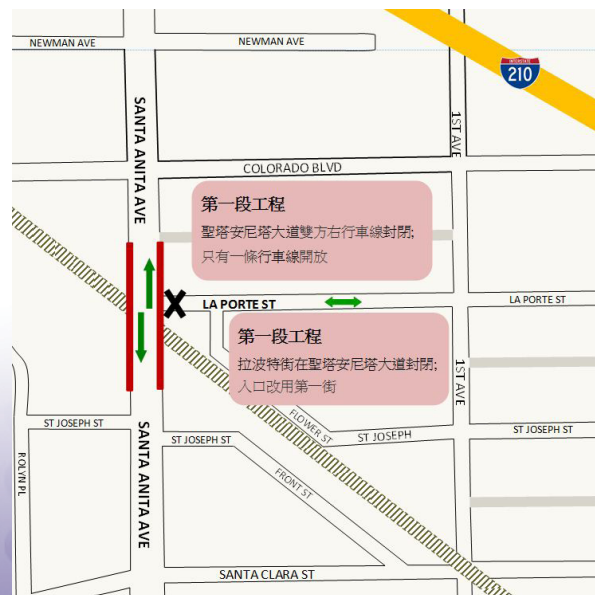 NEWMAN AVE
NEWMAN AVE
INTERSTATE
210
SANTA ANITA AVE
1ST AVE
COLORADO BLVD
第一段工程
聖塔安尼塔大道雙方右行車線封閉;
只有一條行車線開放
X
LA PORTE ST
LA PORTE ST
第一段工程
拉波特街在聖塔安尼塔大道封閉;
入口改用第一街
1ST AVE
FLOWER ST
ST JOSEPH ST
ST JOSEPH ST
ST JOSEPH
ST JOSEPH ST
ROLYN PL
SANTA ANITA AVE
FRONT ST
SANTA CLARA ST